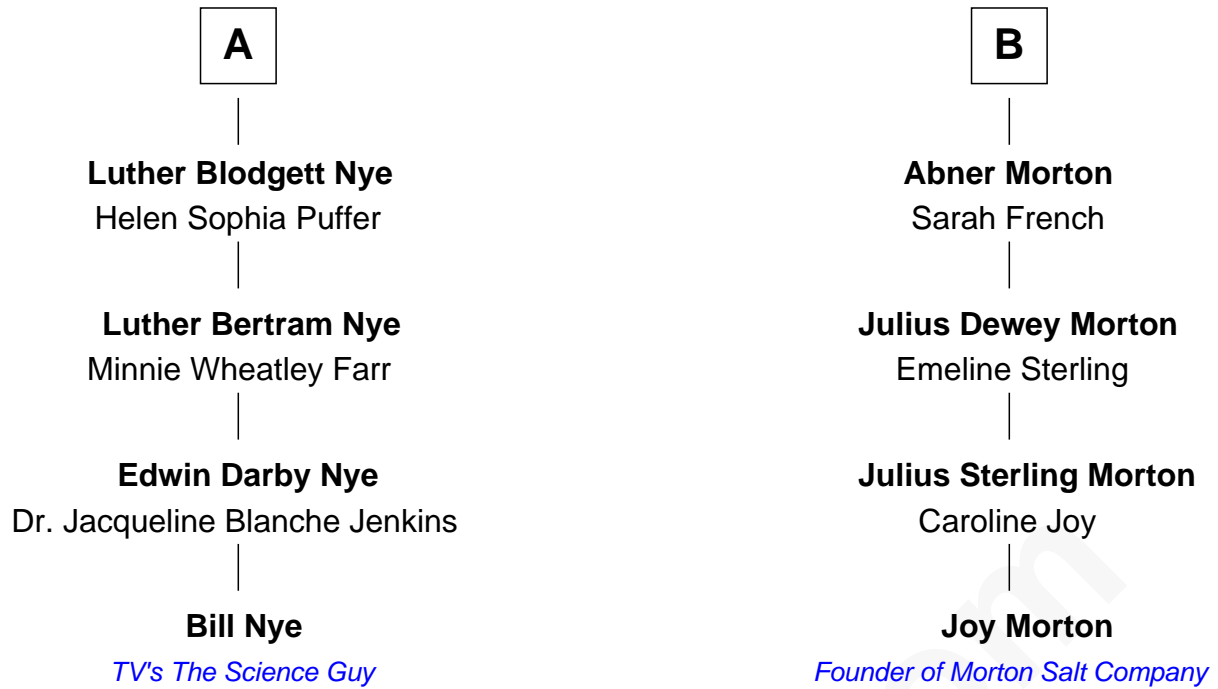 A
B
Luther Blodgett Nye
Helen Sophia Puffer
Abner Morton
Sarah French
Luther Bertram Nye
Minnie Wheatley Farr
Julius Dewey Morton
Emeline Sterling
Edwin Darby Nye
Dr. Jacqueline Blanche Jenkins
Julius Sterling Morton
Caroline Joy
Bill Nye
TV's The Science Guy
Joy Morton
Founder of Morton Salt Company